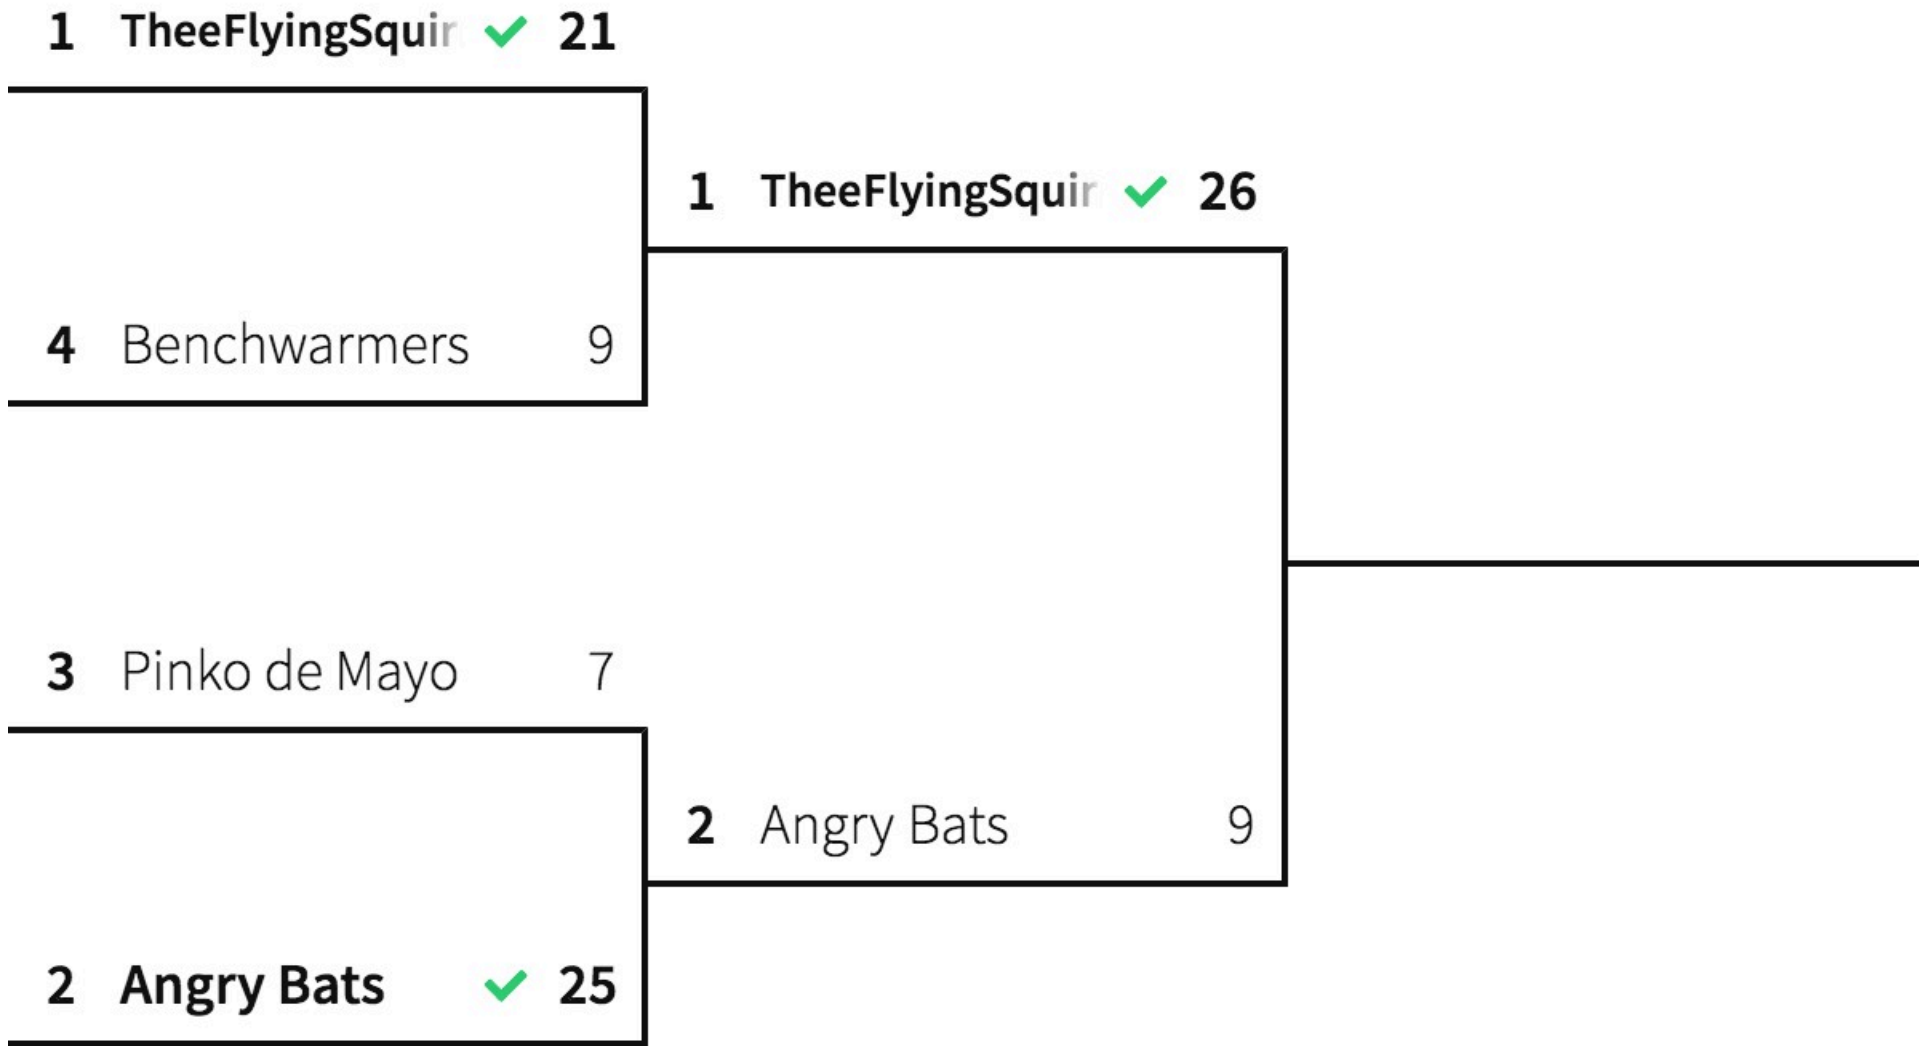 1 TheeFlyingSquir 21
1 TheeFlyingSquir 26
4 Benchwarmers 9
3 Pinko de Mayo 7
2 Angry Bats 9
2 Angry Bats 25